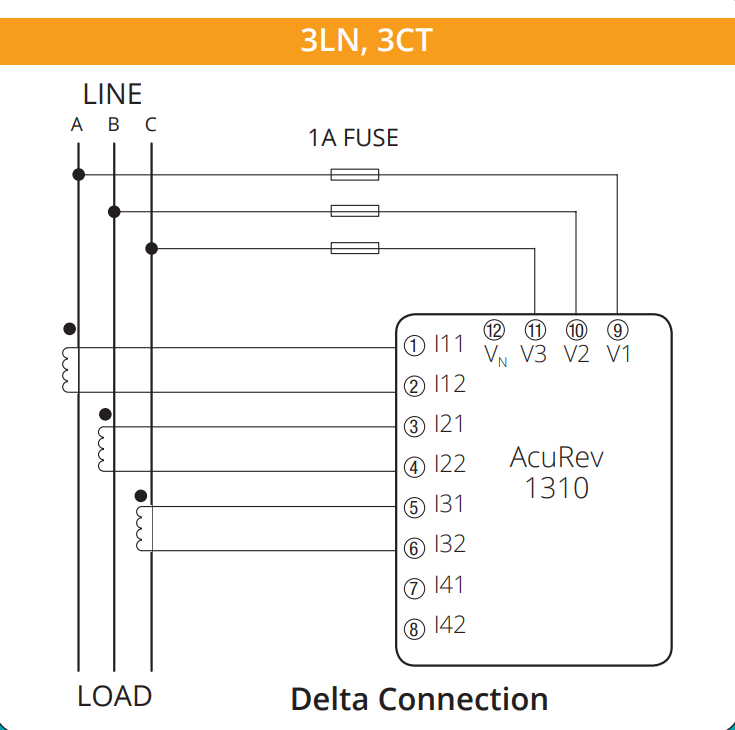 3LN, 3CT
LINE
A B C
1A FUSE
12 11 10 9
VN V3 V2 V1
1 I11
2 I12
3 I21
4 I22
5 I31
6 I32
7 I41
8 I42
AcuRev
1310
LOAD
Delta Connection